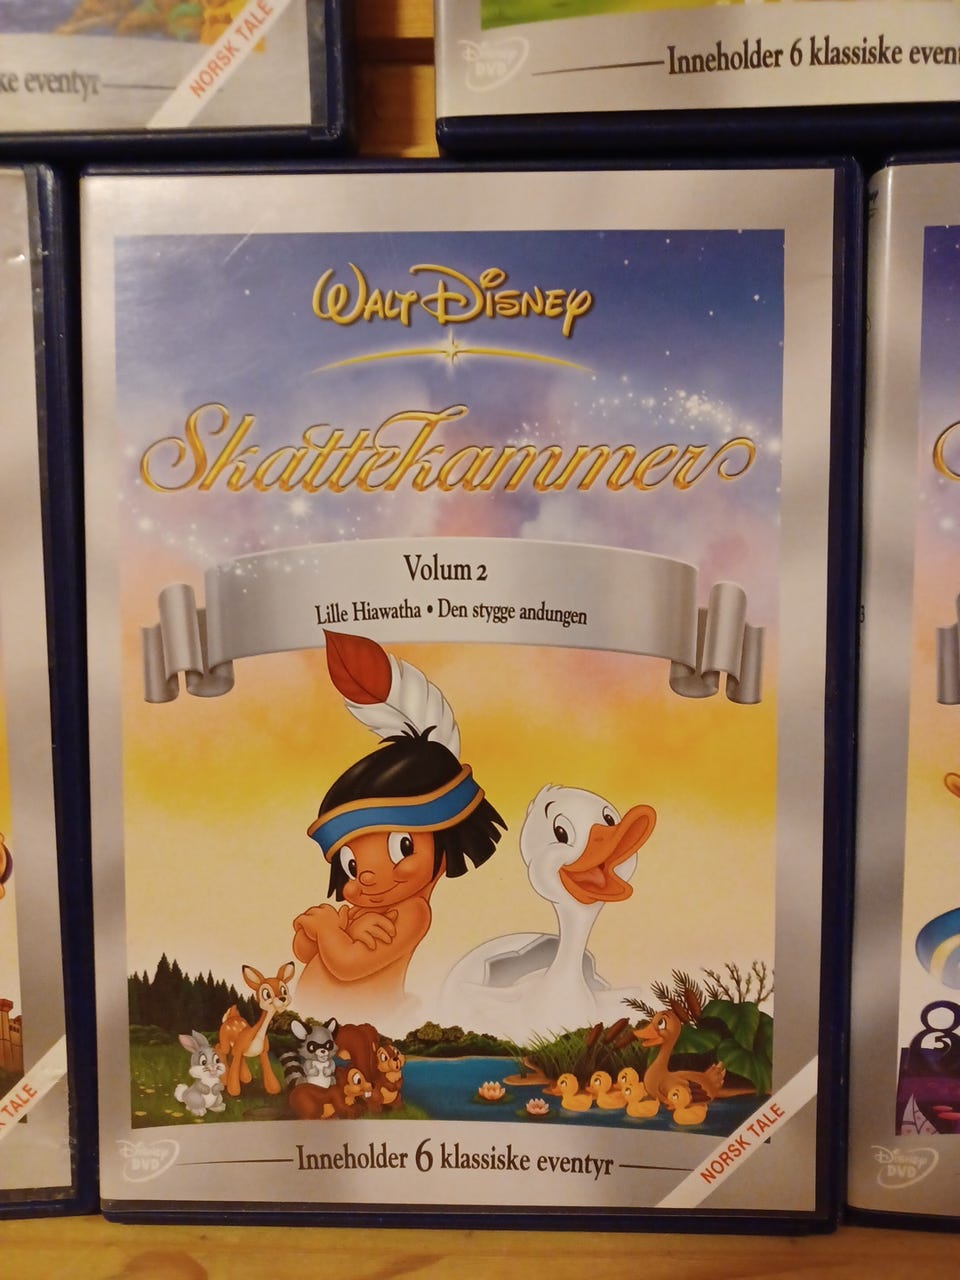 NORSK TALE
ke eventyr
Disney
DVD
Inneholder 6 klassiske event
WALT DISNEY
Skattekammer
Volum 2
Lille Hiawatha • Den stygge andungen
Disney
DVD
Inneholder 6 klassiske eventyr
NORSK TALE
TALE
Disney
DVD